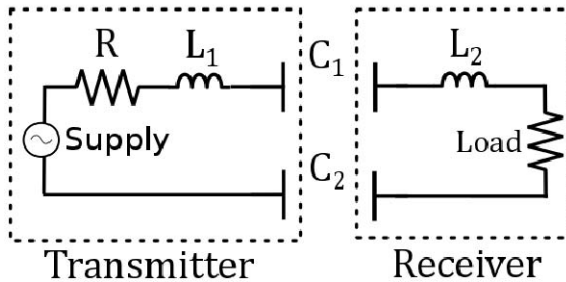 R L₁ C₁ L₂
Supply Load
C₂
Transmitter Receiver